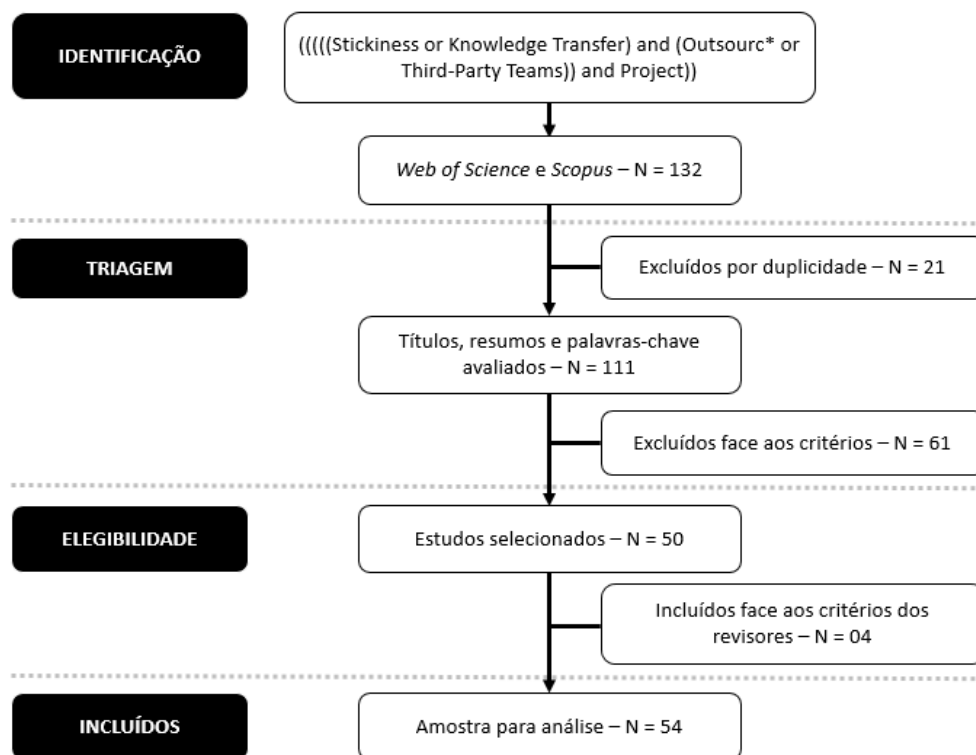 IDENTIFICAÇÃO
(((((Stickiness or Knowledge Transfer) and (Outsourc* or
Third-Party Teams)) and Project))
Web of Science e Scopus – N = 132
TRIAGEM
Excluídos por duplicidade – N = 21
Títulos, resumos e palavras-chave
avaliados – N = 111
Excluídos face aos critérios – N = 61
ELEGIBILIDADE
Estudos selecionados – N = 50
Incluídos face aos critérios dos
revisores – N = 04
INCLUÍDOS
Amostra para análise – N = 54